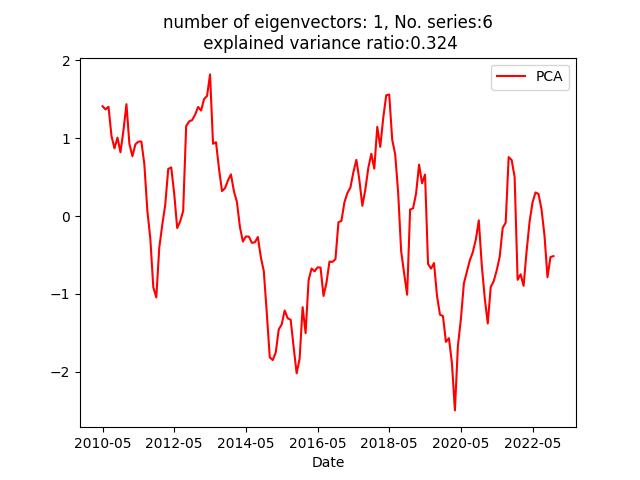 number of eigenvectors: 1, No. series:6
explained variance ratio:0.324
PCA
2
1
0
−1
−2
2010-05 2012-05 2014-05 2016-05 2018-05 2020-05 2022-05
Date